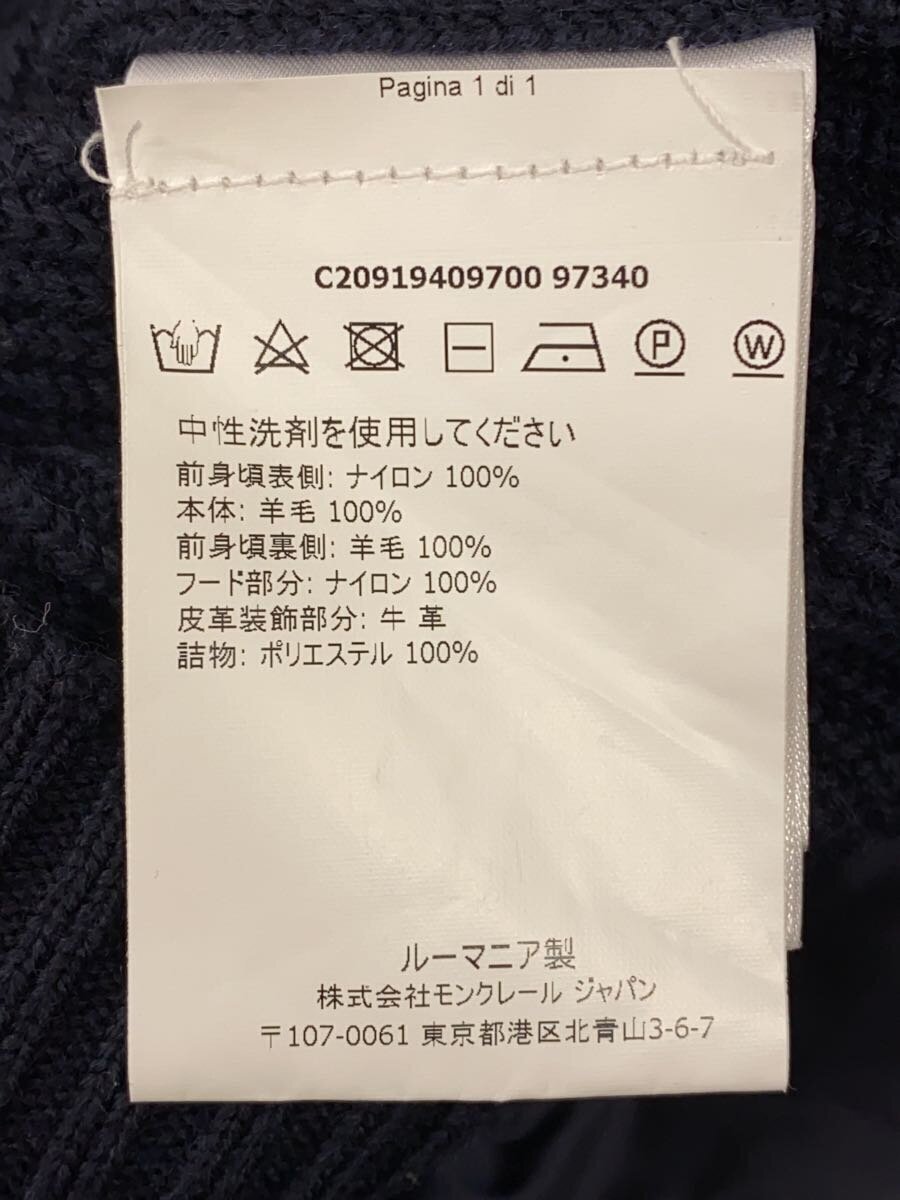 Pagina 1 di 1
C20919409700 97340
P W
中性洗剤を使用してください
前身頃表側: ナイロン 100%
本体: 羊毛 100%
前身頃裏側: 羊毛 100%
フード部分: ナイロン 100%
皮革装飾部分: 牛 革
詰物: ポリエステル 100%
ルーマニア製
株式会社モンクレール ジャパン
〒107-0061 東京都港区北青山3-6-7